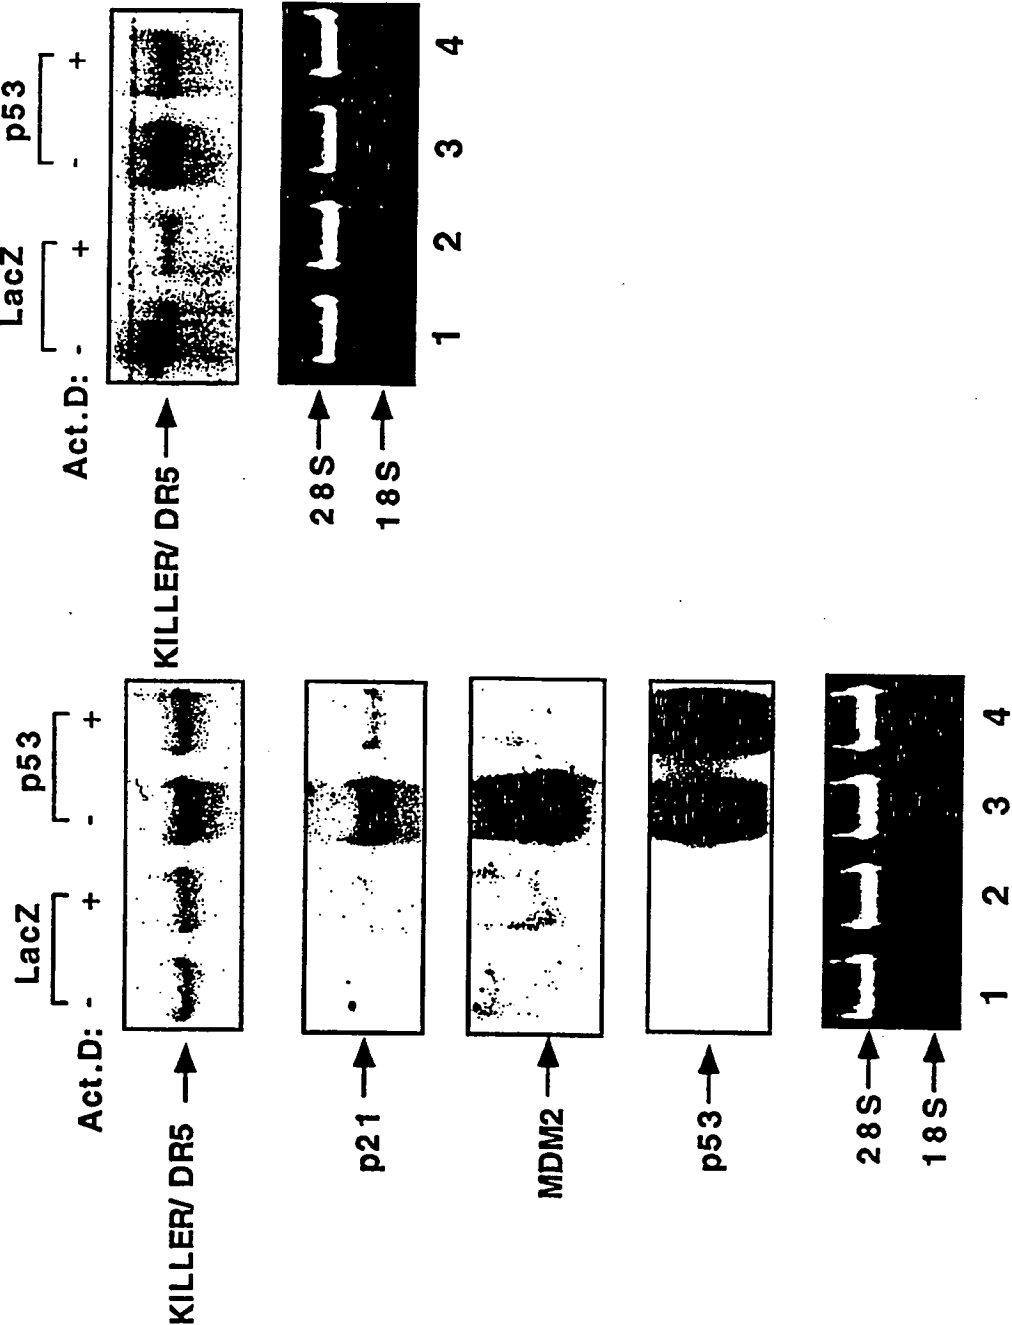 LacZ p53
Act.D: - + - +
KILLER/ DR5
p21
MDM2
p53
28S
18S
1 2 3 4
LacZ p53
Act.D: - + - +
KILLER/ DR5
28S
18S
1 2 3 4